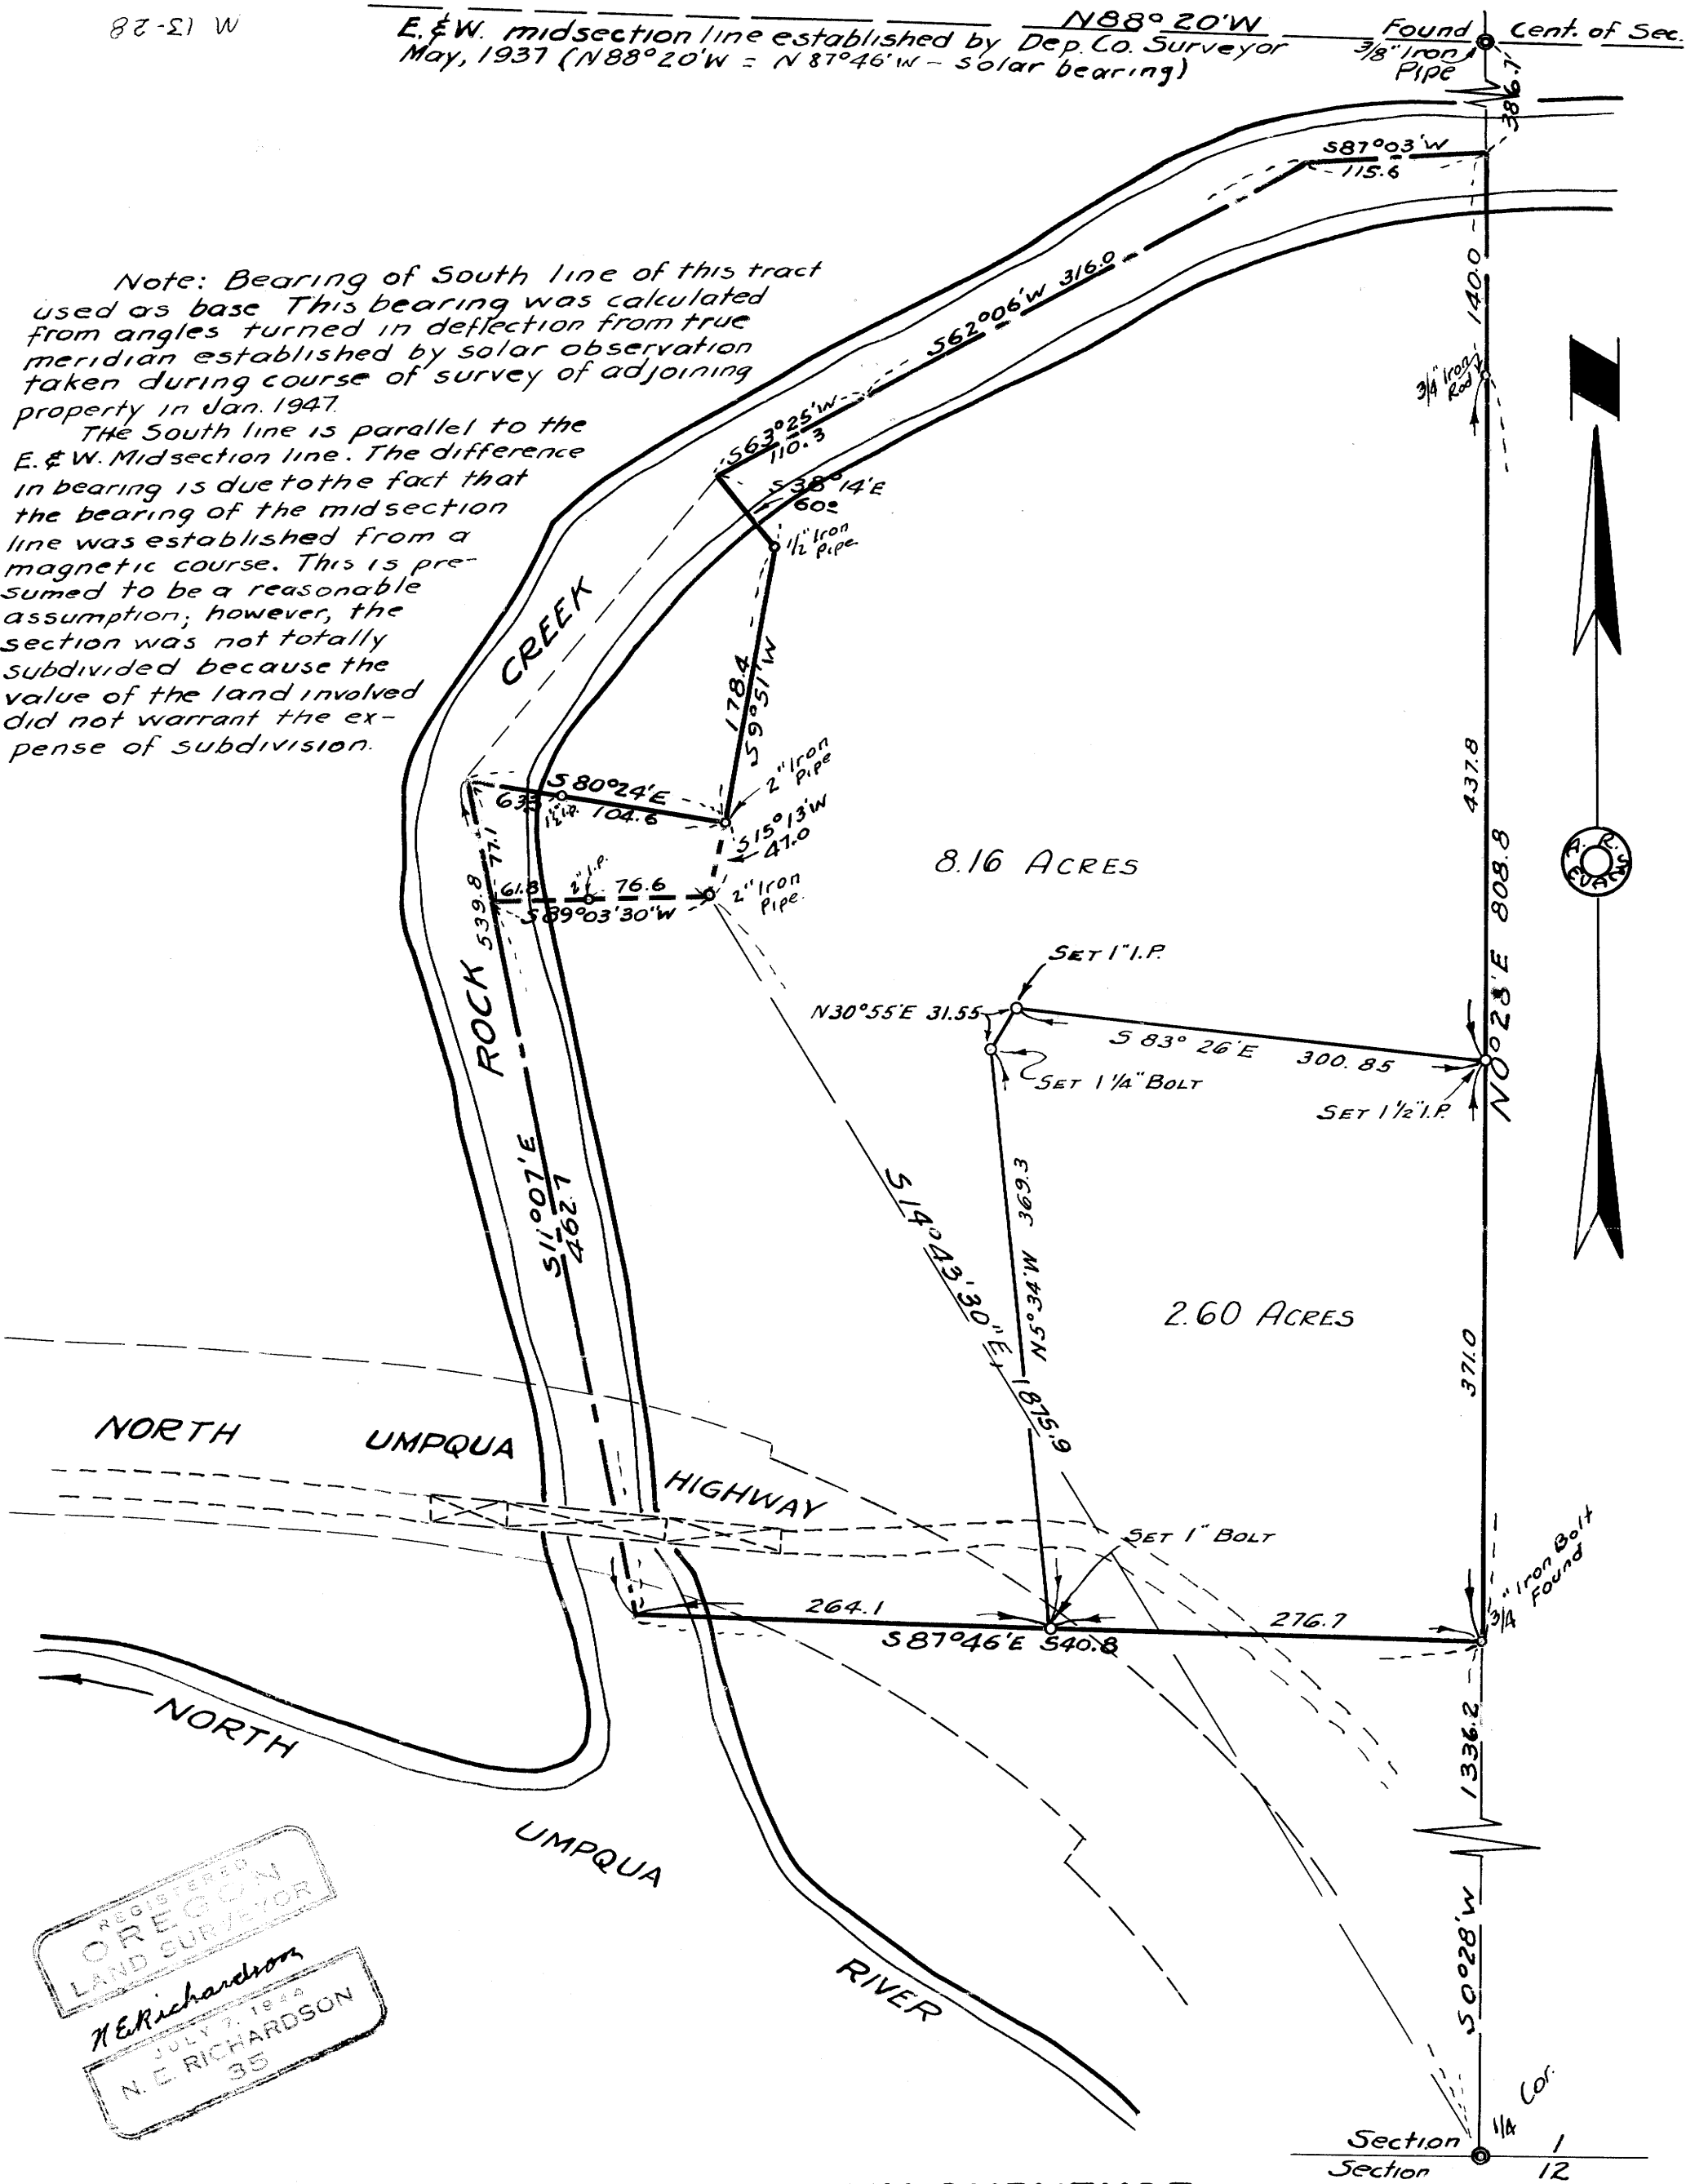 M 13-28
N88°20'W
E. & W. midsection line established by Dep. Co. Surveyor
May, 1937 (N88°20'W = N87°46'W - solar bearing)
Found
3/8" Iron
Pipe
Cent. of Sec.
386.7'
S87°03'W
115.6
140.0
3/4" Iron
Rod
Note: Bearing of South line of this tract
used as base This bearing was calculated
from angles turned in deflection from true
meridian established by solar observation
taken during course of survey of adjoining
property in Jan. 1947.
The South line is parallel to the
E. & W. Midsection line. The difference
in bearing is due to the fact that
the bearing of the midsection
line was established from a
magnetic course. This is pre-
sumed to be a reasonable
assumption; however, the
section was not totally
subdivided because the
value of the land involved
did not warrant the ex-
pense of subdivision.
S62°06'W 316.0
S63°25'W
110.3
S38°14'E
60º
1/2" Iron
Pipe
CREEK
178.4
S9°51'W
2" Iron
Pipe
S80°24'E
104.6
S15°13'W
47.0
77.1
61.8
2" I.P.
76.6
S89°03'30"W
2" Iron
Pipe.
539.8
ROCK
8.16 ACRES
437.8
N0°28'E 808.8
A. R. S.
EVANS
SET 1" I.P.
N30°55'E 31.55
S 83° 26'E 300.85
SET 1 1/4" BOLT
SET 1 1/2" I.P.
S11°07'E
462.7
S14°43'30"E, 1875.9
N5°34'W 369.3
2.60 ACRES
371.0
NORTH UMPQUA HIGHWAY
SET 1" BOLT
3/4" Iron Bolt
Found
264.1
276.7
S87°46'E 540.8
NORTH
UMPQUA
RIVER
1336.2
S0°28'W
REGISTERED
OREGON
LAND SURVEYOR
N E Richardson
JULY 7, 1944
N. E. RICHARDSON
35
1/4 Cor.
Section 1
Section 12